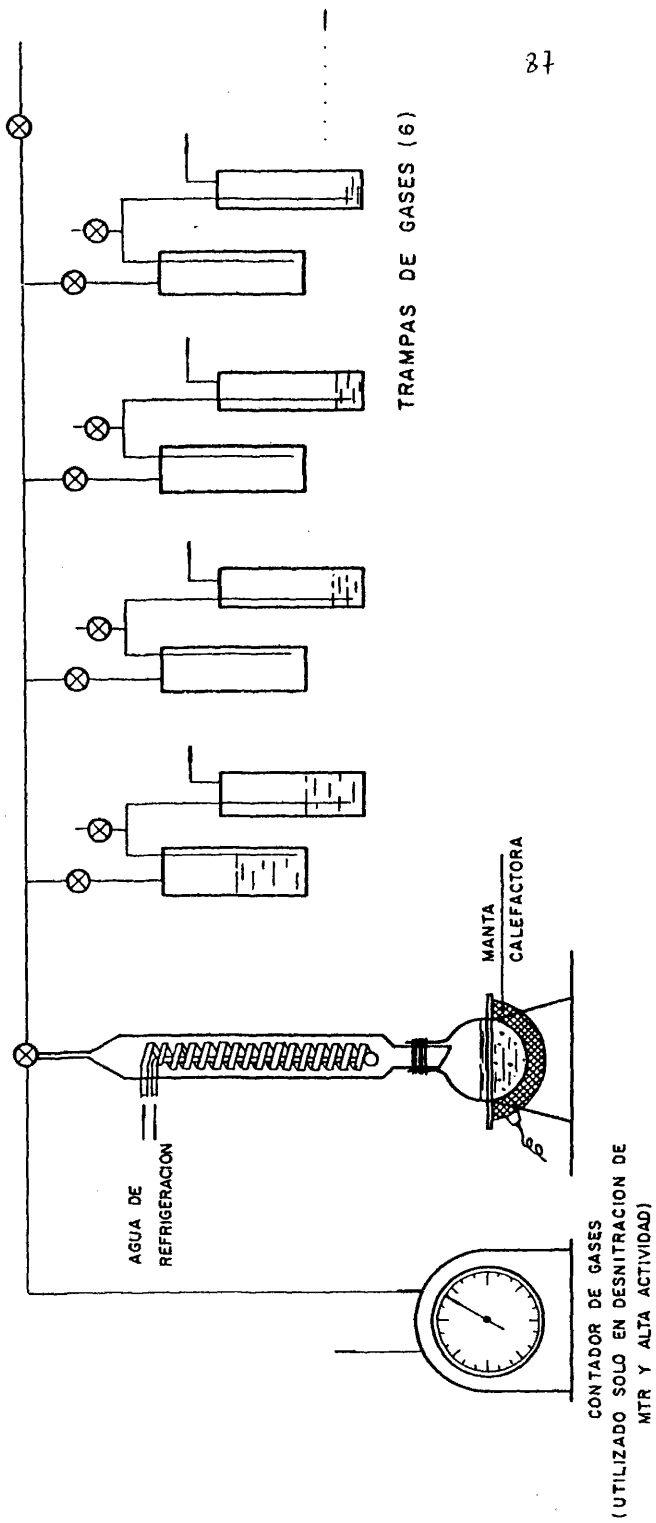 87
TRAMPAS DE GASES (6)
MANTA
CALEFACTORA
AGUA DE
REFRIGERACION
CONTADOR DE GASES
(UTILIZADO SOLO EN DESNITRACION DE
MTR Y ALTA ACTIVIDAD)